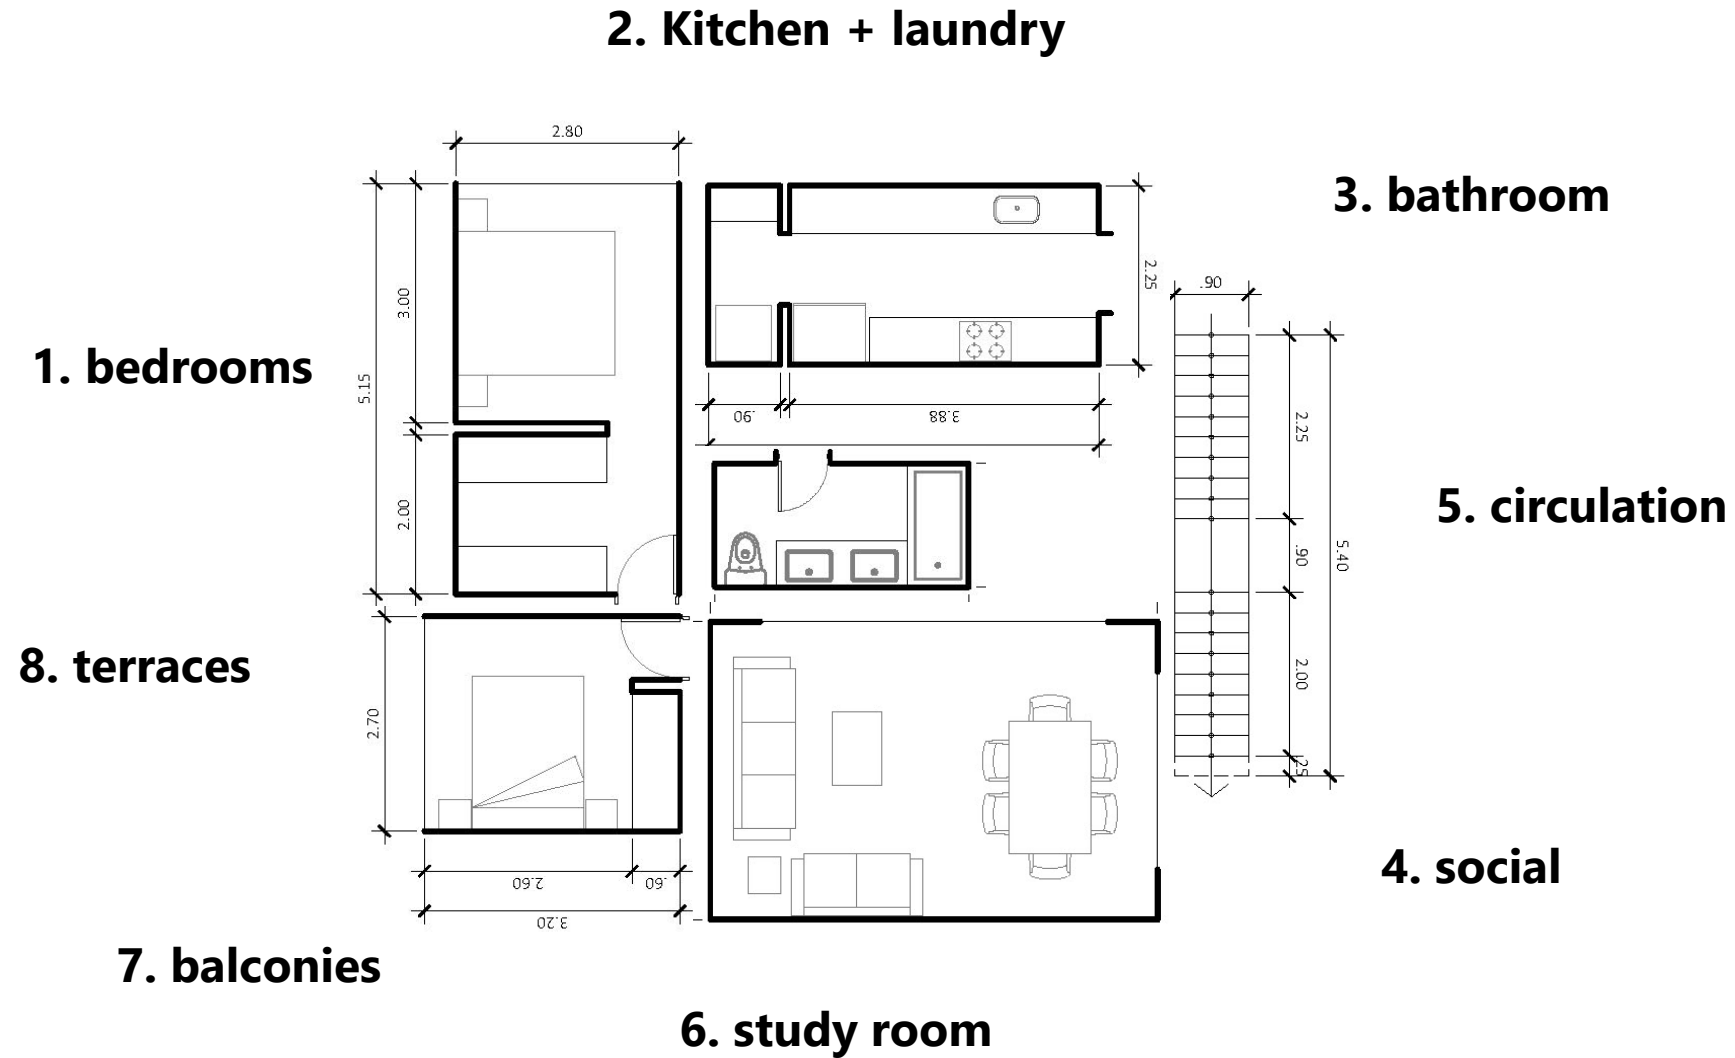 2. Kitchen + laundry
2.80
3. bathroom
3.00
2.25
.90
1. bedrooms
5.15
.90
3.88
2.25
2.00
5. circulation
.90
5.40
8. terraces
2.00
2.70
.25
2.60
.60
4. social
3.20
7. balconies
6. study room